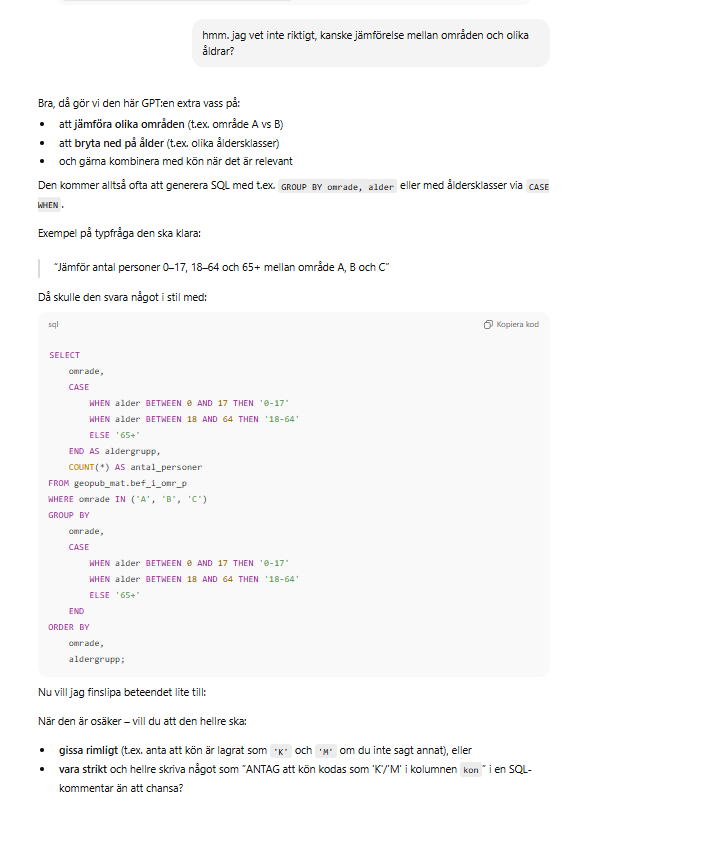 hmm. jag vet inte riktigt, kanske jämförelse mellan områden och olika
åldrar?
Bra, då gör vi den här GPT:en extra vass på:
• att jämföra olika områden (t.ex. område A vs B)
• att bryta ned på ålder (t.ex. olika åldersklasser)
• och gärna kombinera med kön när det är relevant
Den kommer alltså ofta att generera SQL med t.ex. GROUP BY omrade, alder eller med åldersklasser via CASE
WHEN.
Exempel på typfråga den ska klara:
"Jämför antal personer 0–17, 18–64 och 65+ mellan område A, B och C"
Då skulle den svara något i stil med:
sql
Kopiera kod
SELECT
    omrade,
    CASE
        WHEN alder BETWEEN 0 AND 17 THEN '0-17'
        WHEN alder BETWEEN 18 AND 64 THEN '18-64'
        ELSE '65+'
    END AS aldergrupp,
    COUNT(*) AS antal_personer
FROM geopub_mat.bef_i_omr_p
WHERE omrade IN ('A', 'B', 'C')
GROUP BY
    omrade,
    CASE
        WHEN alder BETWEEN 0 AND 17 THEN '0-17'
        WHEN alder BETWEEN 18 AND 64 THEN '18-64'
        ELSE '65+'
    END
ORDER BY
    omrade,
    aldergrupp;
Nu vill jag finslipa beteendet lite till:
När den är osäker – vill du att den hellre ska:
• gissa rimligt (t.ex. anta att kön är lagrat som 'K' och 'M' om du inte sagt annat), eller
• vara strikt och hellre skriva något som "ANTAG att kön kodas som 'K'/'M' i kolumnen kon" i en SQL-
kommentar än att chansa?